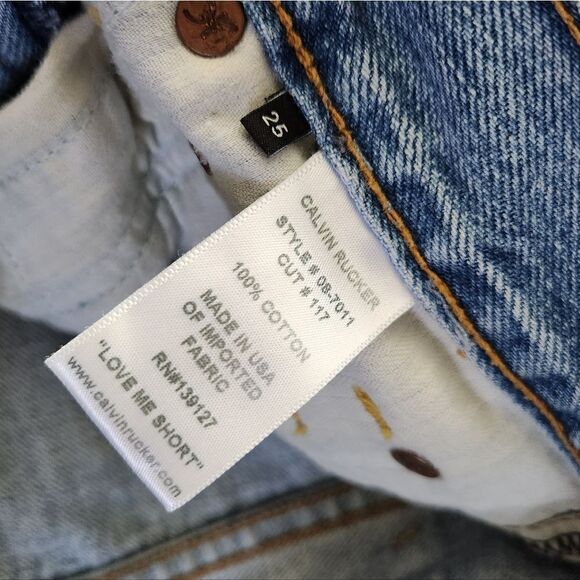 25
CALVIN RUCKER
STYLE # 08-7011
CUT # 117
100% COTTON
MADE IN USA
OF IMPORTED
FABRIC
RN#139127
"LOVE ME SHORT"
www.calvinrucker.com